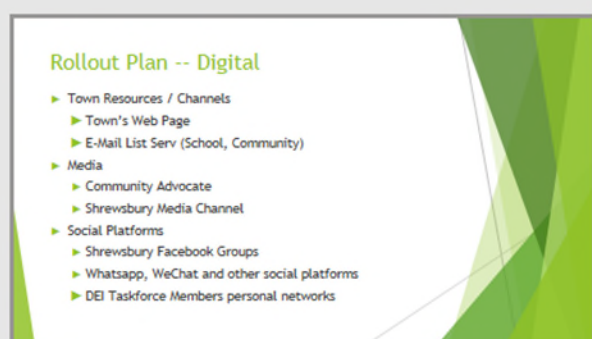 Rollout Plan -- Digital
Town Resources / Channels
Town's Web Page
E-Mail List Serv (School, Community)
Media
Community Advocate
Shrewsbury Media Channel
Social Platforms
Shrewsbury Facebook Groups
Whatsapp, WeChat and other social platforms
DEI Taskforce Members personal networks